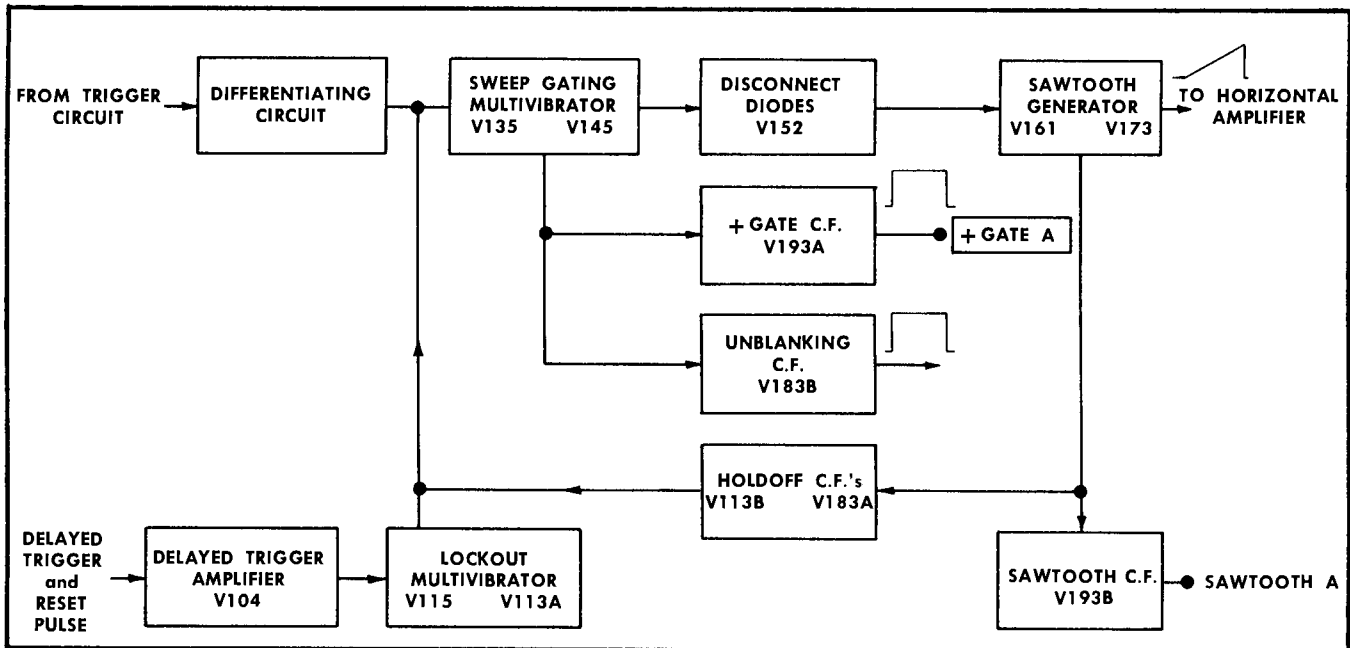 FROM TRIGGER
CIRCUIT
DIFFERENTIATING
CIRCUIT
SWEEP GATING
MULTIVIBRATOR
V135 V145
DISCONNECT
DIODES
V152
SAWTOOTH
GENERATOR
V161 V173
TO HORIZONTAL
AMPLIFIER
+ GATE C.F.
V193A
+ GATE A
UNBLANKING
C.F.
V183B
HOLDOFF C.F.'s
V113B V183A
DELAYED
TRIGGER
and
RESET
PULSE
DELAYED TRIGGER
AMPLIFIER
V104
LOCKOUT
MULTIVIBRATOR
V115 V113A
SAWTOOTH C.F.
V193B
SAWTOOTH A